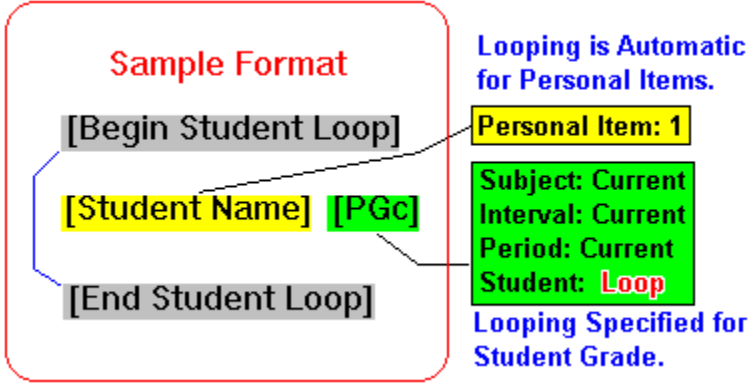 Sample Format
[Begin Student Loop]
[Student Name] [PGc]
[End Student Loop]
Looping is Automatic
for Personal Items.
Personal Item: 1
Subject: Current
Interval: Current
Period: Current
Student: Loop
Looping Specified for
Student Grade.